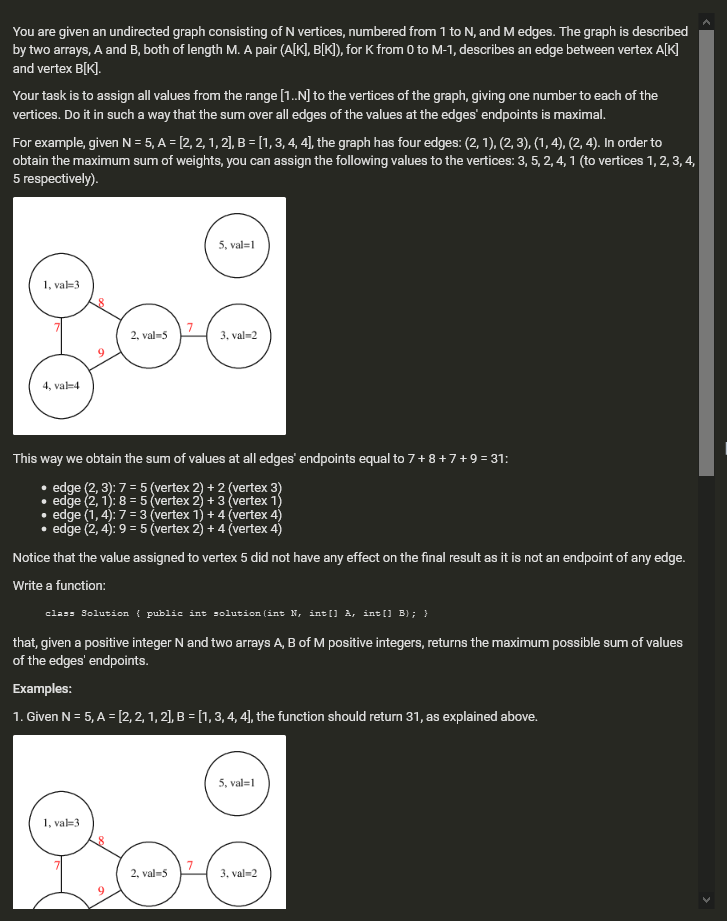 You are given an undirected graph consisting of N vertices, numbered from 1 to N, and M edges. The graph is described
by two arrays, A and B, both of length M. A pair (A[K], B[K]), for K from 0 to M-1, describes an edge between vertex A[K]
and vertex B[K].
Your task is to assign all values from the range [1..N] to the vertices of the graph, giving one number to each of the
vertices. Do it in such a way that the sum over all edges of the values at the edges' endpoints is maximal.
For example, given N = 5, A = [2, 2, 1, 2], B = [1, 3, 4, 4], the graph has four edges: (2, 1), (2, 3), (1, 4), (2, 4). In order to
obtain the maximum sum of weights, you can assign the following values to the vertices: 3, 5, 2, 4, 1 (to vertices 1, 2, 3, 4,
5 respectively).
5, val=1
1, val=3
8
7
2, val=5
7
3, val=2
9
4, val=4
This way we obtain the sum of values at all edges' endpoints equal to 7 + 8 + 7 + 9 = 31:
• edge (2, 3): 7 = 5 (vertex 2) + 2 (vertex 3)
• edge (2, 1): 8 = 5 (vertex 2) + 3 (vertex 1)
• edge (1, 4): 7 = 3 (vertex 1) + 4 (vertex 4)
• edge (2, 4): 9 = 5 (vertex 2) + 4 (vertex 4)
Notice that the value assigned to vertex 5 did not have any effect on the final result as it is not an endpoint of any edge.
Write a function:
class Solution { public int solution(int N, int[] A, int[] B); }
that, given a positive integer N and two arrays A, B of M positive integers, returns the maximum possible sum of values
of the edges' endpoints.
Examples:
1. Given N = 5, A = [2, 2, 1, 2], B = [1, 3, 4, 4], the function should return 31, as explained above.
5, val=1
1, val=3
8
7
2, val=5
7
3, val=2
9